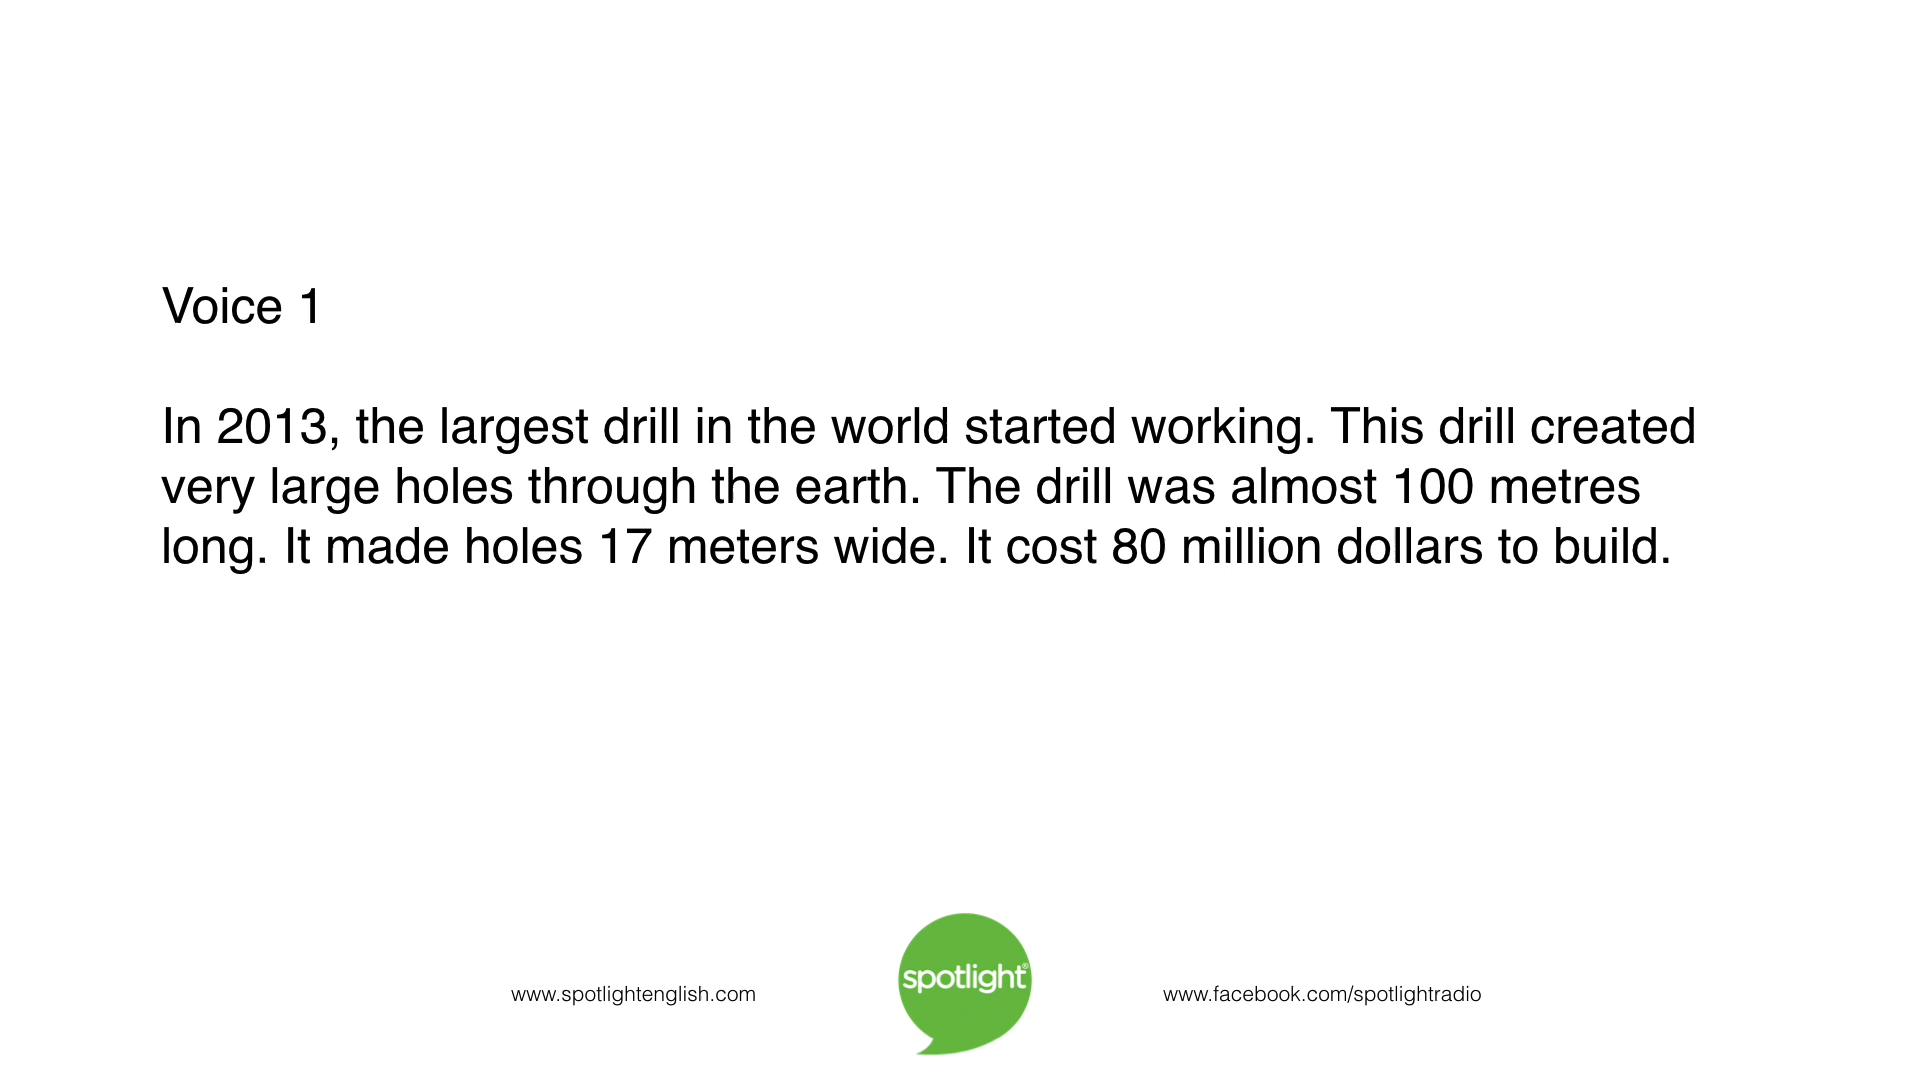 Voice 1
In 2013, the largest drill in the world started working. This drill created
very large holes through the earth. The drill was almost 100 metres
long. It made holes 17 meters wide. It cost 80 million dollars to build.
www.spotlightenglish.com
spotlight®
www.facebook.com/spotlightradio